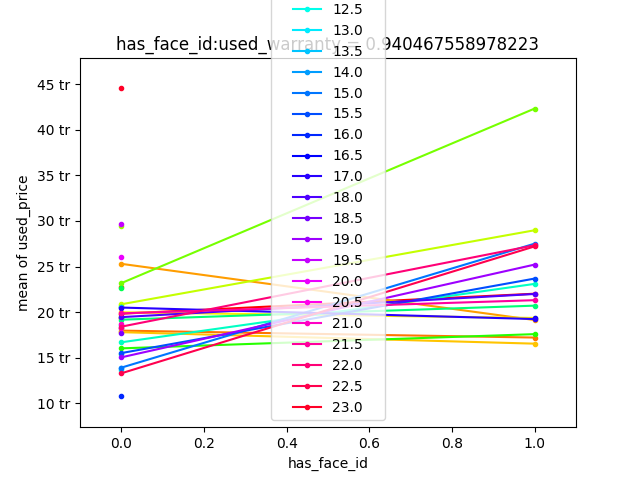 12.5
has_face_id:used_warranty = 0.940467558978223
13.0
13.5
14.0
15.0
15.5
16.0
16.5
17.0
18.0
18.5
19.0
19.5
20.0
20.5
21.0
21.5
22.0
22.5
23.0
45 tr
40 tr
35 tr
30 tr
25 tr
20 tr
15 tr
10 tr
mean of used_price
0.0 0.2 0.4 0.6 0.8 1.0
has_face_id